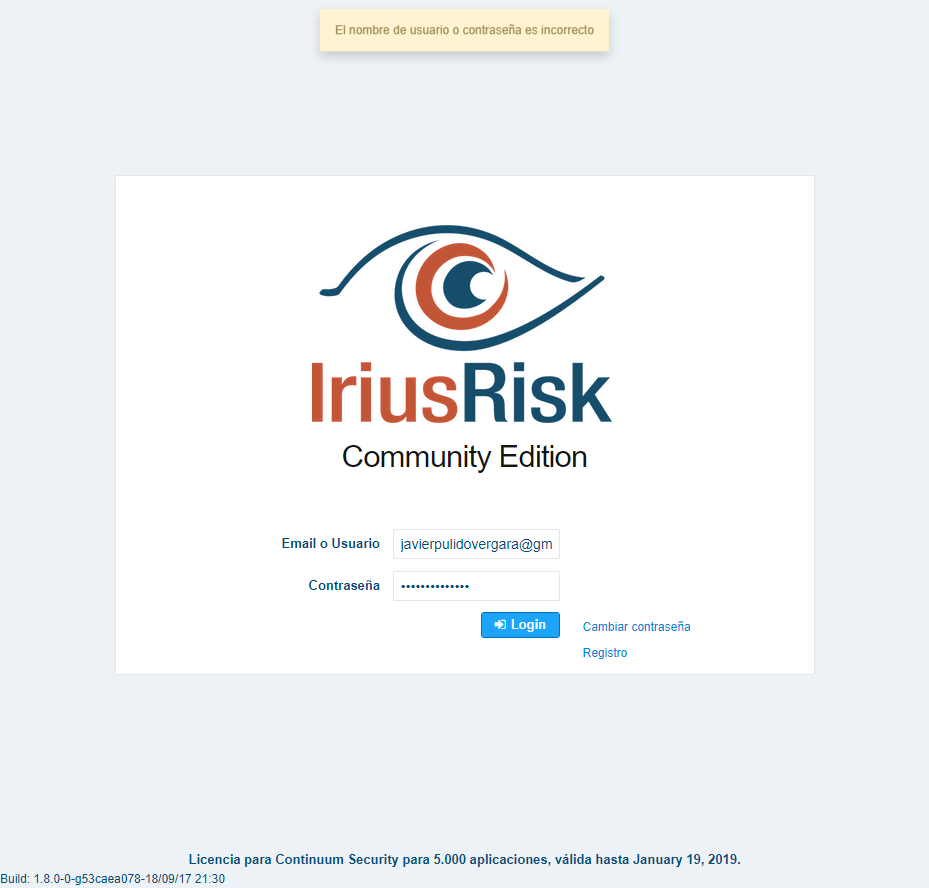 El nombre de usuario o contraseña es incorrecto
IriusRisk
Community Edition
Email o Usuario javierpulidovergara@gm
Contraseña ••••••••••••••
Login Cambiar contraseña
Registro
Licencia para Continuum Security para 5.000 aplicaciones, válida hasta January 19, 2019.
Build: 1.8.0-0-g53caea078-18/09/17 21:30